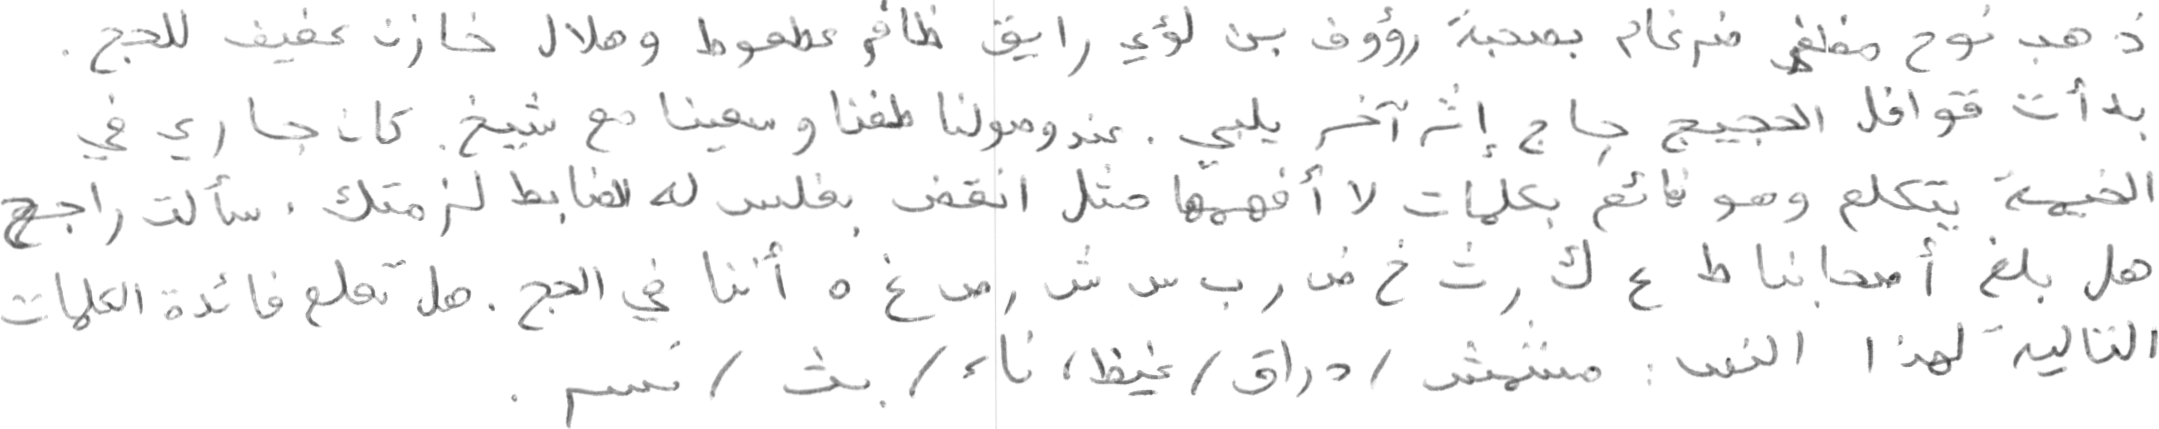 ذهب نوح مظفر ضرغام بصحبة رؤوف بن لؤي رايق ظافر عطعوط وهلال خازن عفيف للحج .
بدأت قوافل الحجيج حاج إثر آخر يلبي . عند وصولنا طفنا وسعينا مع شيخ . كان جاري في
الخيمة يتكلم وهو نائم بكلمات لا أفهمها مثل انقض بفلس له الضابط لزمتك . سألت راجح
هل بلغ أصحابنا ط ع ك ر ث خ ض ر ب س ش ر ص غ ه أننا في الحج . هل تعلم فائدة الكلمات
التالية لهذا النص : مشمش / دراق / غيظ ، ناء / بث / نسم .